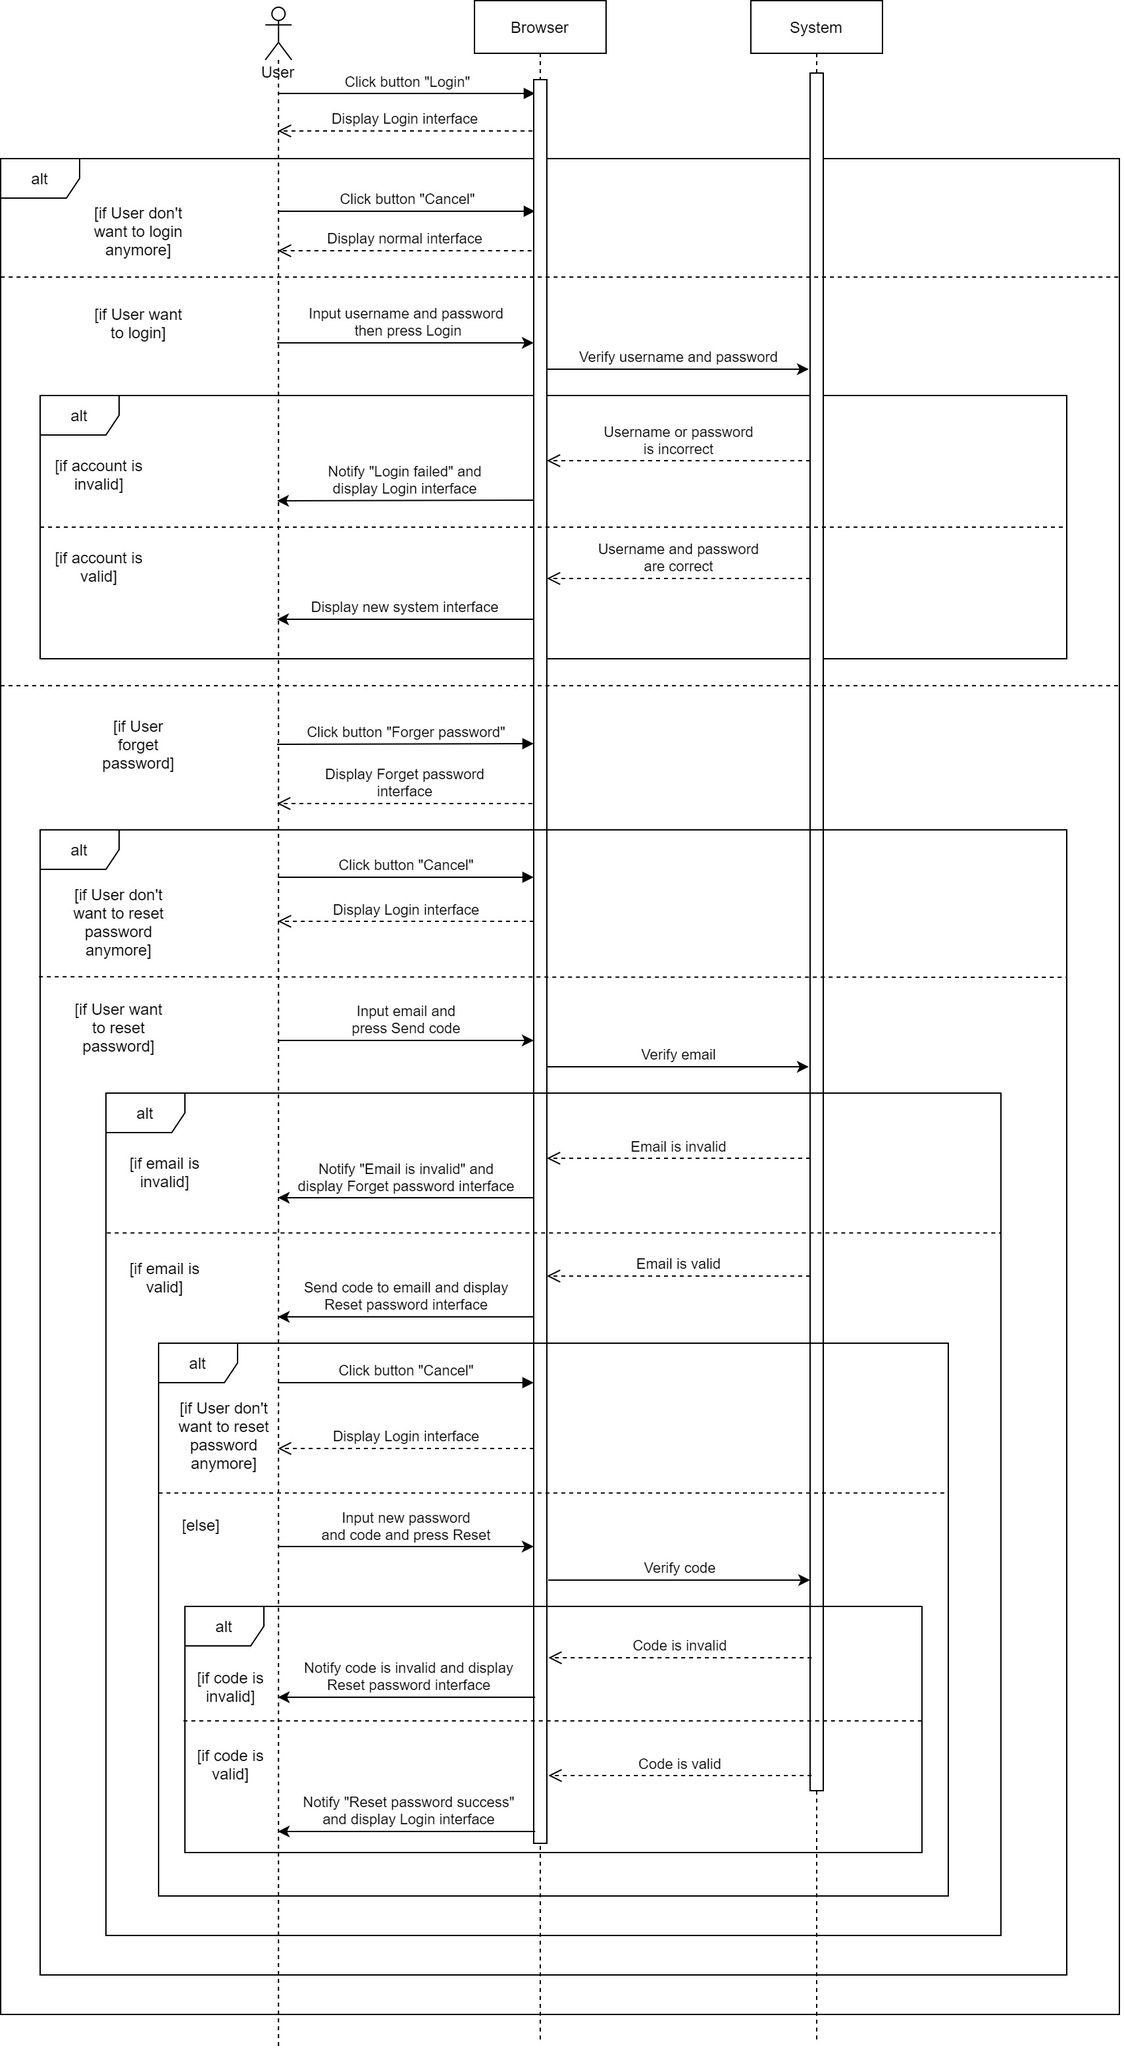 Browser
System
User
Click button "Login"
Display Login interface
alt
Click button "Cancel"
[if User don't
want to login
anymore]
Display normal interface
[if User want
to login]
Input username and password
then press Login
Verify username and password
alt
Username or password
is incorrect
[if account is
invalid]
Notify "Login failed" and
display Login interface
[if account is
valid]
Username and password
are correct
Display new system interface
[if User
forget
password]
Click button "Forger password"
Display Forget password
interface
alt
Click button "Cancel"
[if User don't
want to reset
password
anymore]
Display Login interface
[if User want
to reset
password]
Input email and
press Send code
Verify email
alt
Email is invalid
[if email is
invalid]
Notify "Email is invalid" and
display Forget password interface
[if email is
valid]
Email is valid
Send code to emaill and display
Reset password interface
alt
Click button "Cancel"
[if User don't
want to reset
password
anymore]
Display Login interface
[else]
Input new password
and code and press Reset
Verify code
alt
Code is invalid
[if code is
invalid]
Notify code is invalid and display
Reset password interface
[if code is
valid]
Code is valid
Notify "Reset password success"
and display Login interface